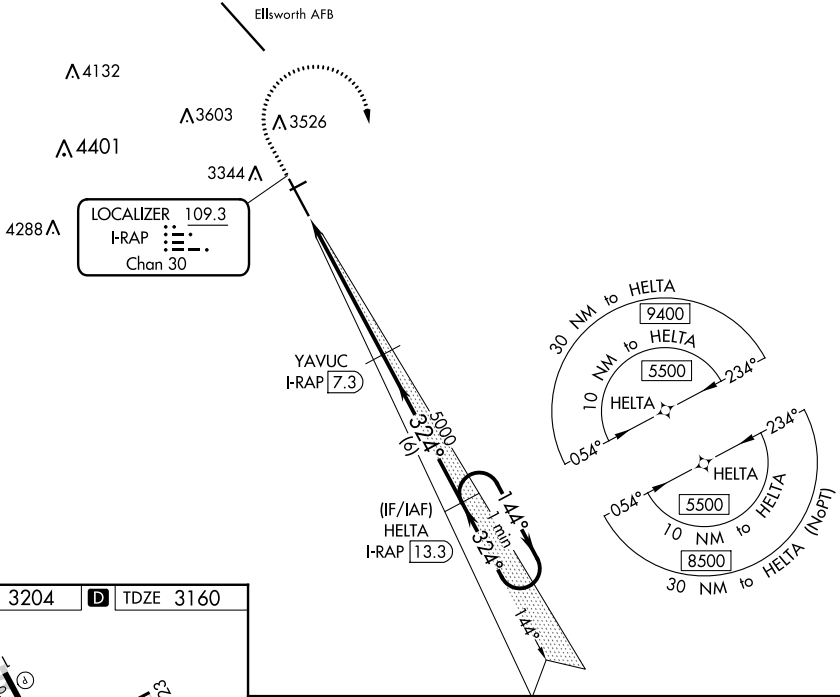 Ellsworth AFB
4132
3603
3526
4401
3344
4288
LOCALIZER 109.3
I-RAP
Chan 30
YAVUC
I-RAP 7.3
5000
324°
(6)
(IF/IAF)
HELTA
I-RAP 13.3
144°
1 min
324°
144°
30 NM to HELTA
9400
10 NM to HELTA
5500
234°
HELTA
054°
234°
HELTA
054°
5500
10 NM to HELTA
8500
30 NM to HELTA (NoPT)
3204
D
TDZE 3160
23